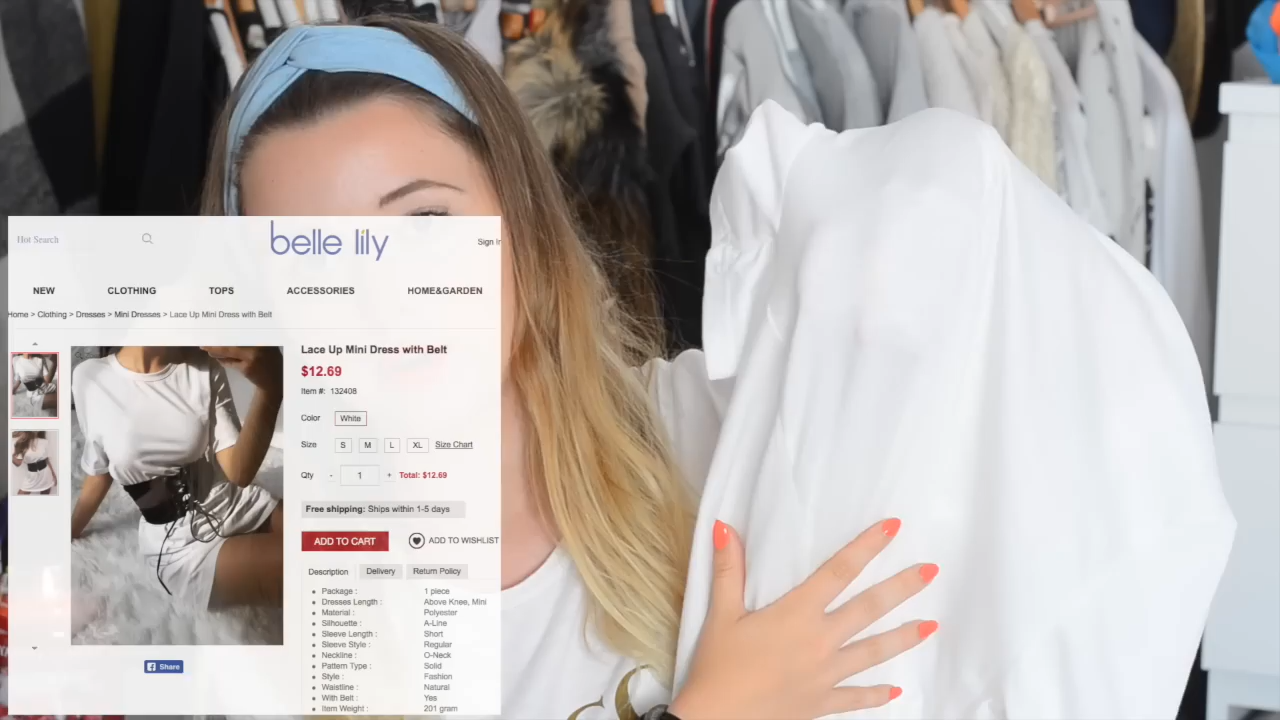 Hot Search
belle lily
Sign In
NEW CLOTHING TOPS ACCESSORIES HOME&GARDEN
Home > Clothing > Dresses > Mini Dresses > Lace Up Mini Dress with Belt
Lace Up Mini Dress with Belt
$12.69
Item #: 132408
Color White
Size S M L XL Size Chart
Qty - 1 + Total: $12.69
Free shipping: Ships within 1-5 days
ADD TO CART ADD TO WISHLIST
Description Delivery Return Policy
Package : 1 piece
Dresses Length : Above Knee, Mini
Material : Polyester
Silhouette : A-Line
Sleeve Length : Short
Sleeve Style : Regular
Neckline : O-Neck
Pattern Type : Solid
Style : Fashion
Waistline : Natural
With Belt : Yes
Item Weight : 201 gram
Share